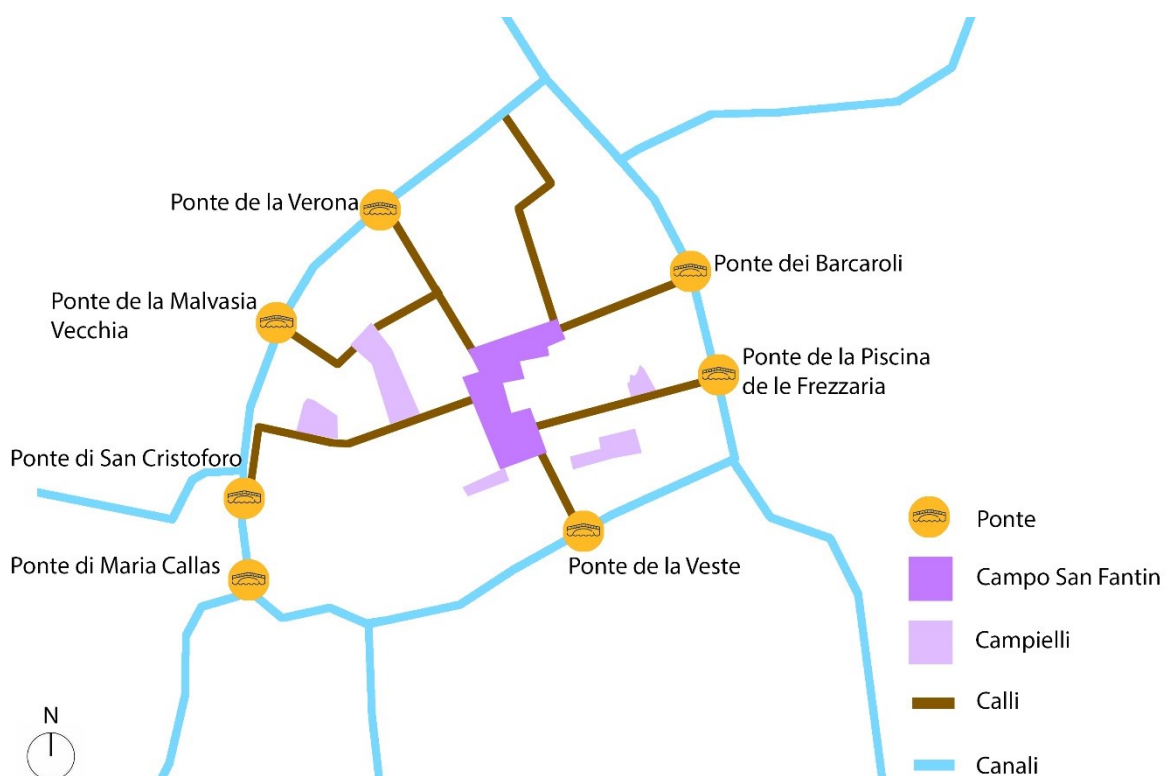 Ponte de la Verona
Ponte dei Barcaroli
Ponte de la Malvasia
Vecchia
Ponte de la Piscina
de le Frezzaria
Ponte di San Cristoforo
Ponte di Maria Callas
Ponte de la Veste
Ponte
Campo San Fantin
Campielli
Calli
Canali
N